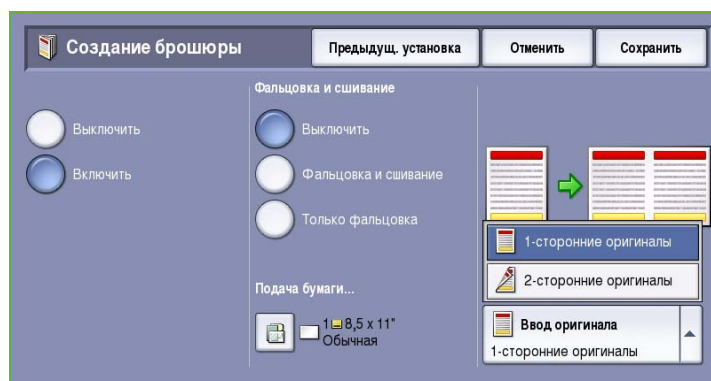 Создание брошюры
Предыдущ. установка
Отменить
Сохранить
Выключить
Включить
Фальцовка и сшивание
Выключить
Фальцовка и сшивание
Только фальцовка
Подача бумаги...
1 8,5 x 11"
Обычная
1-сторонние оригиналы
2-сторонние оригиналы
Ввод оригинала
1-сторонние оригиналы